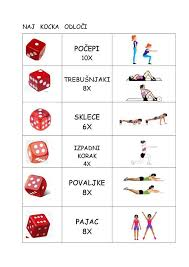 NAJ KOCKA ODLOČI
POČEPI
10X
TREBUŠNJAKI
8X
SKLECE
6X
IZPADNI
KORAK
4X
POVALJKE
8X
PAJAC
8X